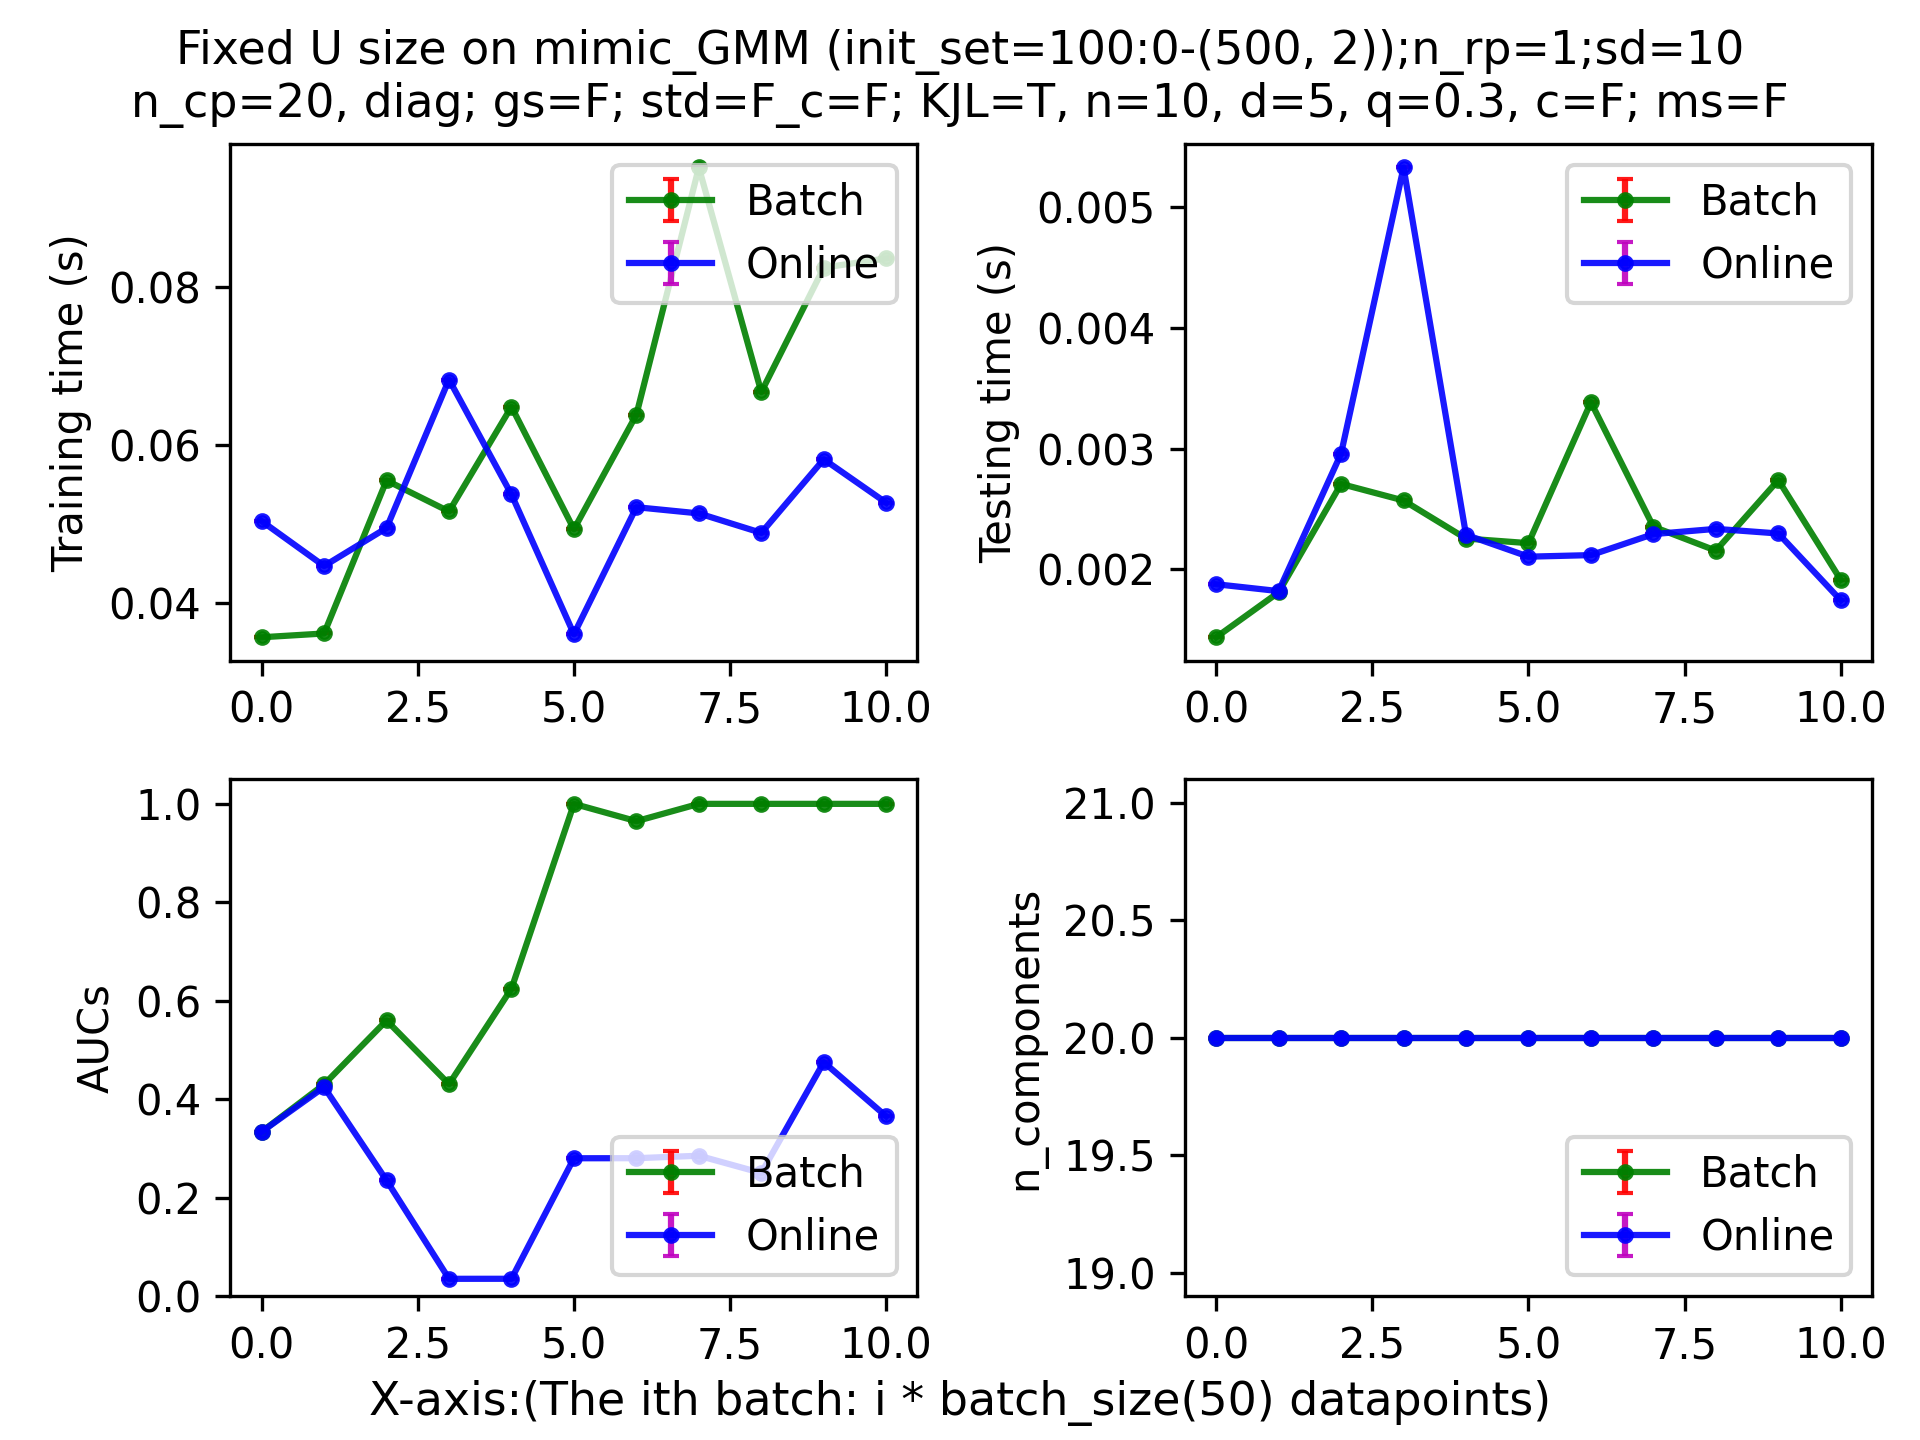 Fixed U size on mimic_GMM (init_set=100:0-(500, 2));n_rp=1;sd=10
n_cp=20, diag; gs=F; std=F_c=F; KJL=T, n=10, d=5, q=0.3, c=F; ms=F
Training time (s)
0.08
0.06
0.04
Batch
Online
0.0 2.5 5.0 7.5 10.0
Testing time (s)
0.005
0.004
0.003
0.002
Batch
Online
0.0 2.5 5.0 7.5 10.0
AUCs
1.0
0.8
0.6
0.4
0.2
0.0
Batch
Online
0.0 2.5 5.0 7.5 10.0
n_components
21.0
20.5
20.0
19.5
19.0
Batch
Online
0.0 2.5 5.0 7.5 10.0
X-axis:(The ith batch: i * batch_size(50) datapoints)